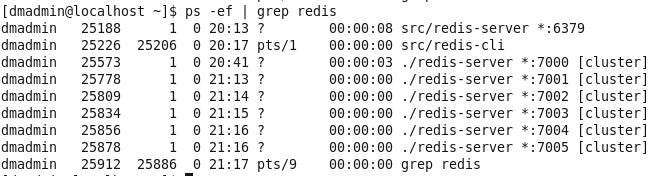 [dmadmin@localhost ~]$ ps -ef | grep redis
dmadmin   25188     1  0 20:13 ?        00:00:08 src/redis-server *:6379
dmadmin   25226 25206  0 20:17 pts/1    00:00:00 src/redis-cli
dmadmin   25573     1  0 20:41 ?        00:00:03 ./redis-server *:7000 [cluster]
dmadmin   25778     1  0 21:13 ?        00:00:00 ./redis-server *:7001 [cluster]
dmadmin   25809     1  0 21:14 ?        00:00:00 ./redis-server *:7002 [cluster]
dmadmin   25834     1  0 21:15 ?        00:00:00 ./redis-server *:7003 [cluster]
dmadmin   25856     1  0 21:16 ?        00:00:00 ./redis-server *:7004 [cluster]
dmadmin   25878     1  0 21:16 ?        00:00:00 ./redis-server *:7005 [cluster]
dmadmin   25912 25886  0 21:17 pts/9    00:00:00 grep redis